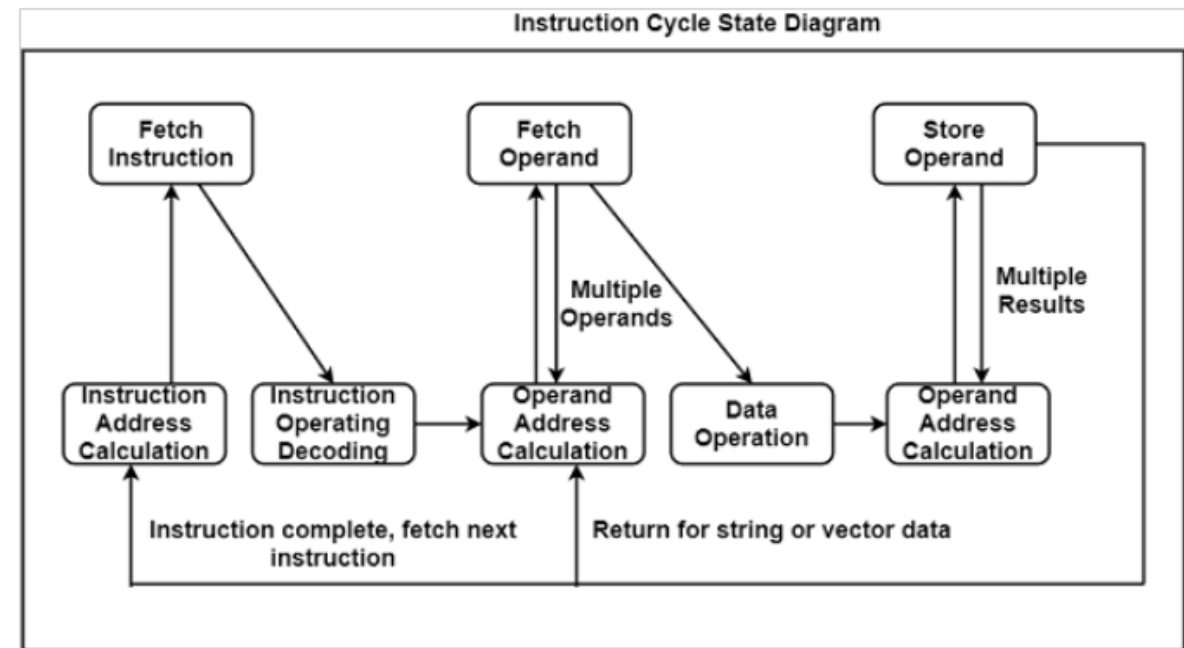 Instruction Cycle State Diagram
Fetch
Instruction
Fetch
Operand
Store
Operand
Multiple
Operands
Multiple
Results
Instruction
Address
Calculation
Instruction
Operating
Decoding
Operand
Address
Calculation
Data
Operation
Operand
Address
Calculation
Instruction complete, fetch next
instruction
Return for string or vector data